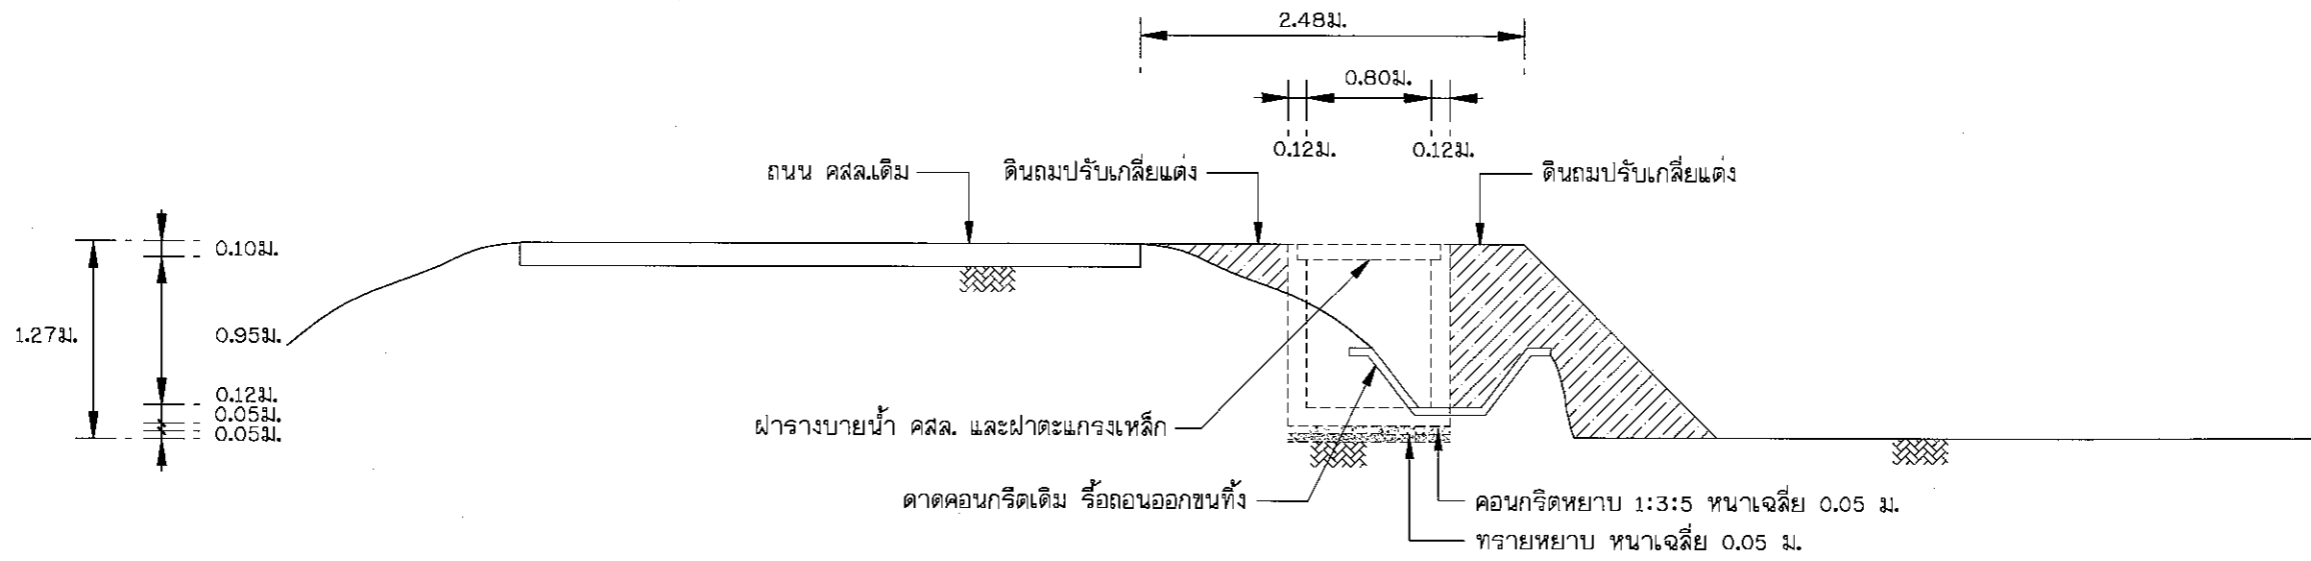 2.48ม.
0.80ม.
0.12ม. 0.12ม.
ถนน คสล.เดิม
ดินถมปรับเกลี่ยแต่ง
ดินถมปรับเกลี่ยแต่ง
0.10ม.
1.27ม.
0.95ม.
0.12ม.
0.05ม.
0.05ม.
ฝารางบายน้ำ คสล. และฝาตะแกรงเหล็ก
ดาดคอนกรีตเดิม รื้อถอนออกขนทิ้ง
คอนกรีตหยาบ 1:3:5 หนาเฉลี่ย 0.05 ม.
ทรายหยาบ หนาเฉลี่ย 0.05 ม.